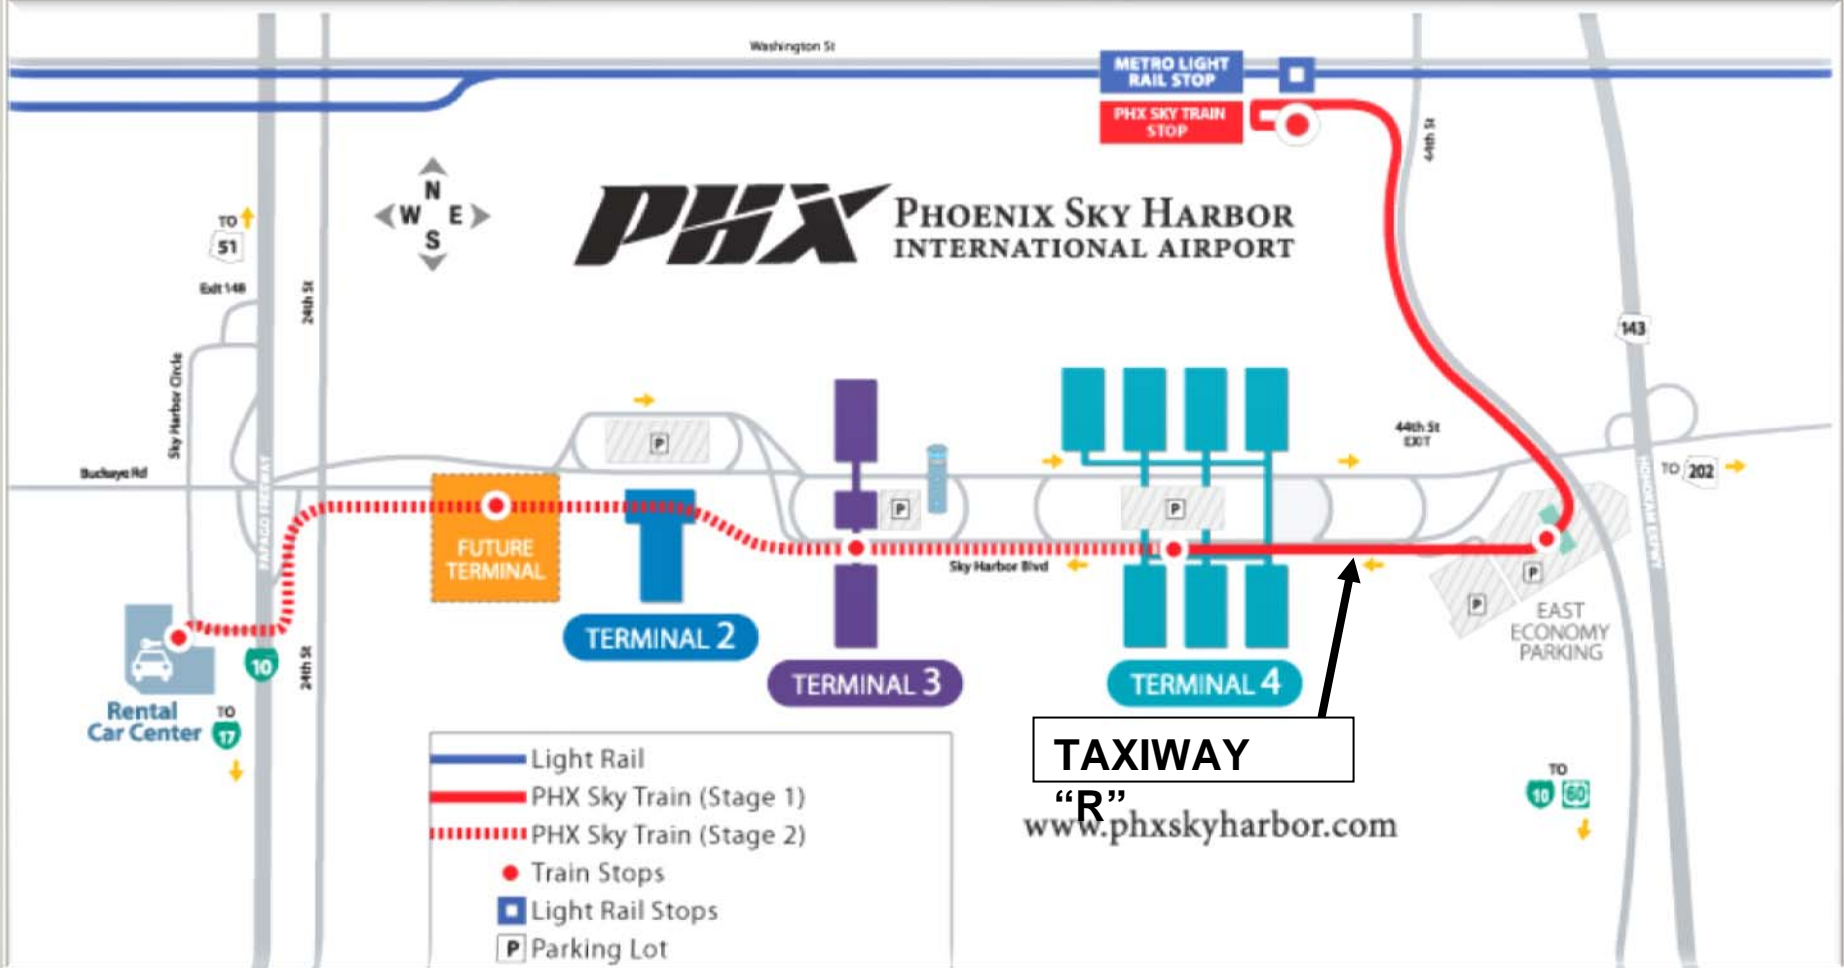 Washington St
METRO LIGHT
RAIL STOP
PHX SKY TRAIN
STOP
44th St
N
W E
S
PHX
PHOENIX SKY HARBOR
INTERNATIONAL AIRPORT
TO
51
Exit 148
24th St
143
Sky Harbor Circle
44th St
EXIT
Buckeye Rd
P
TO 202
PAPAGO FREEWAY
HOHOKAM EXPWY
P
P
FUTURE
TERMINAL
Sky Harbor Blvd
P
P
EAST
ECONOMY
PARKING
TERMINAL 2
10
24th St
TERMINAL 3
TERMINAL 4
Rental
Car Center
TO
17
TAXIWAY
“R”
www.phxskyharbor.com
TO
10 60
Light Rail
PHX Sky Train (Stage 1)
PHX Sky Train (Stage 2)
Train Stops
Light Rail Stops
P Parking Lot